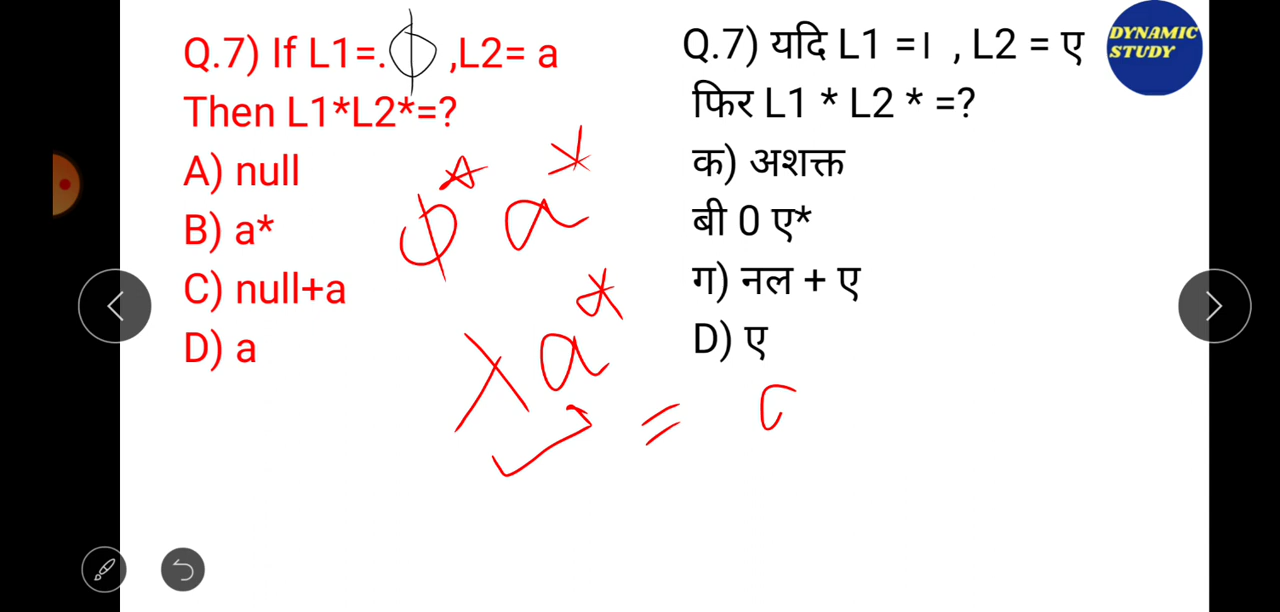 Q.7) If L1=.ϕ ,L2= a
Then L1*L2*=?
A) null
B) a*
C) null+a
D) a
ϕ* a*
λa* =
Q.7) यदि L1 =। , L2 = ए
फिर L1 * L2 * =?
क) अशक्त
बी 0 ए*
ग) नल + ए
D) ए
DYNAMIC
STUDY